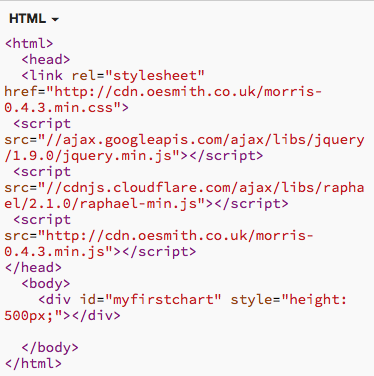 HTML
<html>
<head>
<link rel="stylesheet"
href="http://cdn.oesmith.co.uk/morris-
0.4.3.min.css">
<script
src="//ajax.googleapis.com/ajax/libs/jquery
/1.9.0/jquery.min.js"></script>
<script
src="//cdnjs.cloudflare.com/ajax/libs/rapha
el/2.1.0/raphael-min.js"></script>
<script
src="http://cdn.oesmith.co.uk/morris-
0.4.3.min.js"></script>
</head>
<body>
<div id="myfirstchart" style="height:
500px;"></div>
</body>
</html>